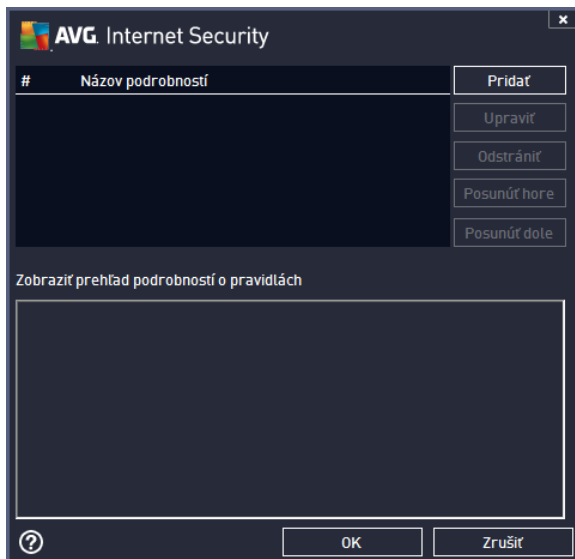 AVG. Internet Security
# Názov podrobností
Pridať
Upraviť
Odstrániť
Posunúť hore
Posunúť dole
Zobraziť prehľad podrobností o pravidlách
OK
Zrušiť